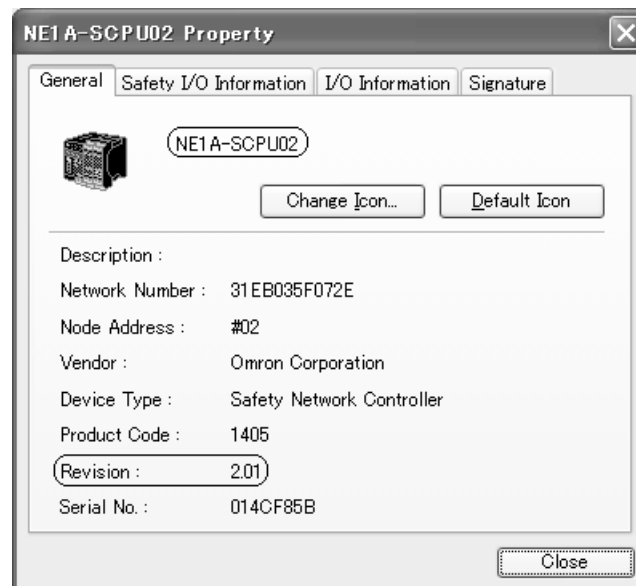 NE1A-SCPU02 Property
General Safety I/O Information I/O Information Signature
NE1A-SCPU02
Change Icon... Default Icon
Description :
Network Number : 31EB035F072E
Node Address : #02
Vendor : Omron Corporation
Device Type : Safety Network Controller
Product Code : 1405
Revision : 2.01
Serial No. : 014CF85B
Close